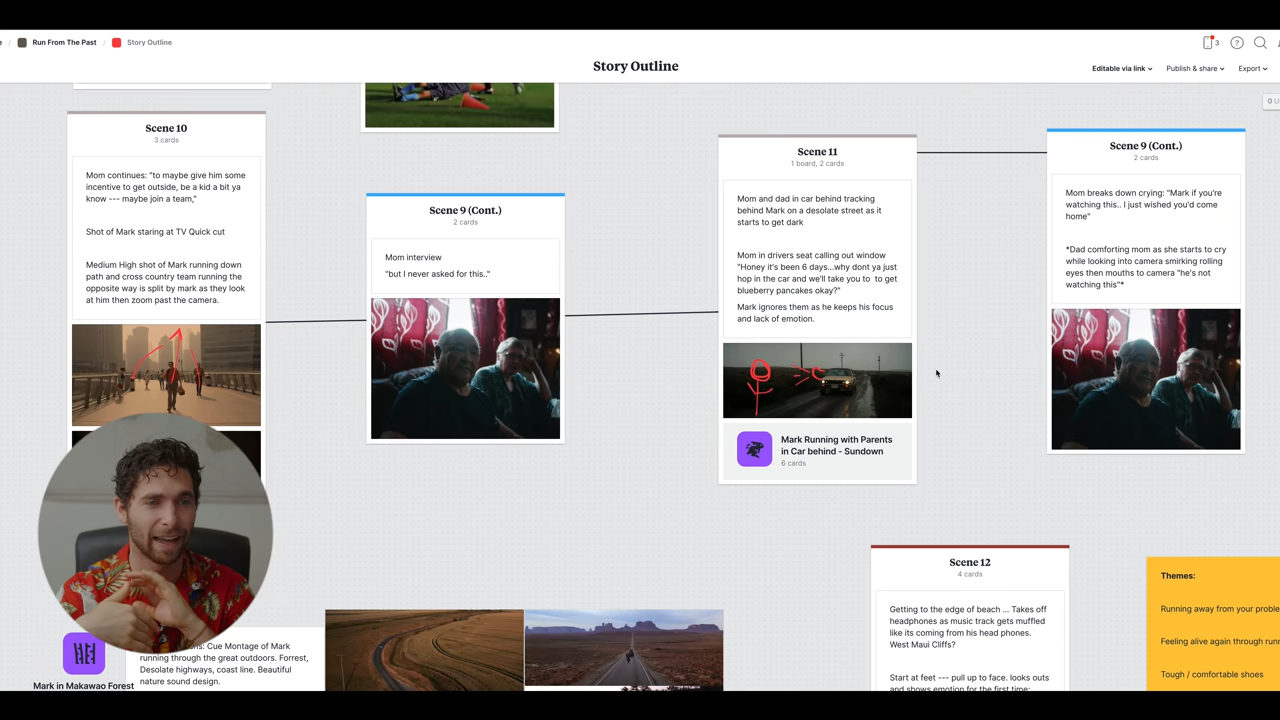 Run From The Past / Story Outline
3
Story Outline
Editable via link
Publish & share
Export
0 U
Scene 10
3 cards
Mom continues: "to maybe give him some
incentive to get outside, be a kid a bit ya
know --- maybe join a team,"
Shot of Mark staring at TV Quick cut
Medium High shot of Mark running down
path and cross country team running the
opposite way is split by mark as they look
at him then zoom past the camera.
Scene 9 (Cont.)
2 cards
Mom interview
"but I never asked for this.."
Scene 11
1 board, 2 cards
Mom and dad in car behind tracking
behind Mark on a desolate street as it
starts to get dark
Mom in drivers seat calling out window
"Honey it's been 6 days...why dont ya just
hop in the car and we'll take you to  to get
blueberry pancakes okay?"
Mark ignores them as he keeps his focus
and lack of emotion.
Mark Running with Parents
in Car behind - Sundown
6 cards
Scene 9 (Cont.)
2 cards
Mom breaks down crying: "Mark if you're
watching this.. I just wished you'd come
home"
*Dad comforting mom as she starts to cry
while looking into camera smirking rolling
eyes then mouths to camera "he's not
watching this"*
Mark in Makawao Forest
ns: Cue Montage of Mark
running through the great outdoors. Forrest,
Desolate highways, coast line. Beautiful
nature sound design.
Scene 12
4 cards
Getting to the edge of beach ... Takes off
headphones as music track gets muffled
like its coming from his head phones.
West Maui Cliffs?
Start at feet --- pull up to face. looks outs
and shows emotion for the first time:
Themes:
Running away from your proble
Feeling alive again through run
Tough / comfortable shoes